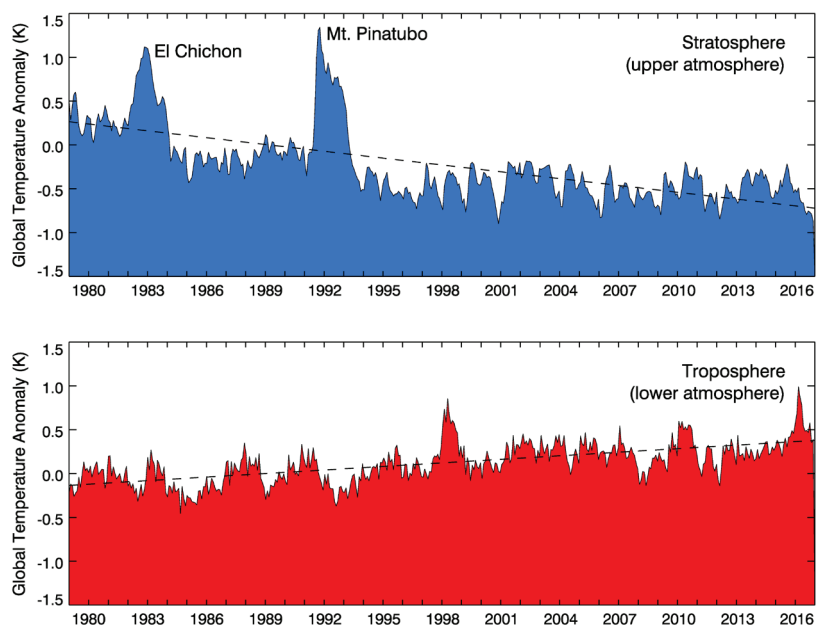 Global Temperature Anomaly (K)
1.5
1.0
0.5
0.0
-0.5
-1.0
-1.5
El Chichon
Mt. Pinatubo
Stratosphere
(upper atmosphere)
1980 1983 1986 1989 1992 1995 1998 2001 2004 2007 2010 2013 2016
Global Temperature Anomaly (K)
1.5
1.0
0.5
0.0
-0.5
-1.0
-1.5
Troposphere
(lower atmosphere)
1980 1983 1986 1989 1992 1995 1998 2001 2004 2007 2010 2013 2016